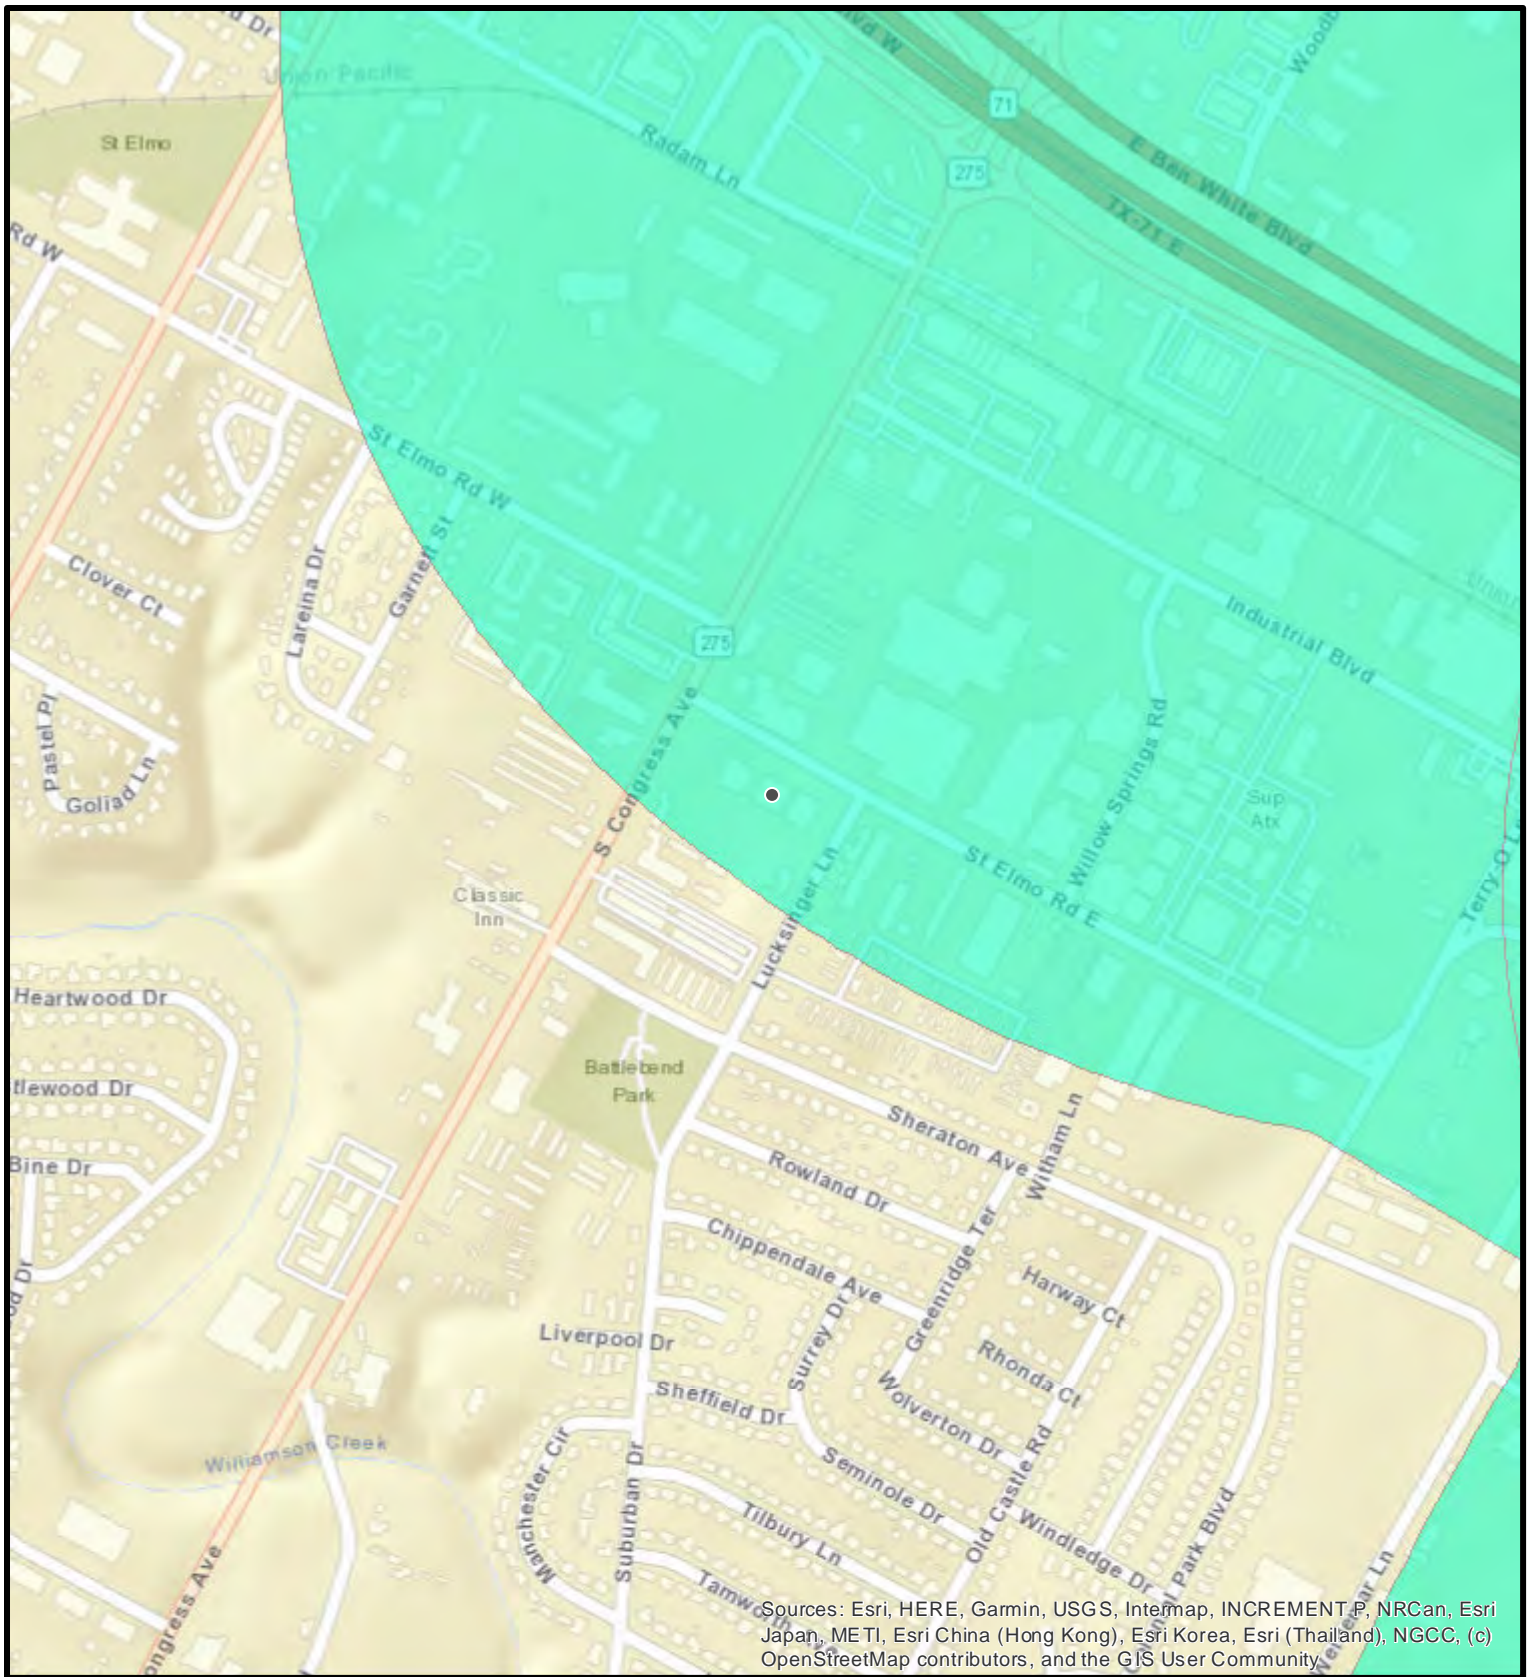 Union Pacific
St Elmo
Rd W
Radam Ln
71
275
E Ben White Blvd
TX-71 E
St Elmo Rd W
Clover Ct
Lareina Dr
Garnett St
Industrial Blvd
275
Pastel Pl
Goliad Ln
S Congress Ave
Willow Springs Rd
Sup
Atx
St Elmo Rd E
Classic
Inn
Lucksinger Ln
Heartwood Dr
Battlebend
Park
tlewood Dr
Sheraton Ave
Witham Ln
Bine Dr
Rowland Dr
Chippendale Ave
Greenridge Ter
Harway Ct
Liverpool Dr
Surrey Dr
Rhonda Ct
Sheffield Dr
Wolverton Dr
Williamson Creek
Manchester Cir
Suburban Dr
Seminole Dr
Old Castle Rd
Tilbury Ln
Windledge Dr
Park Blvd
ongress Ave
Tamworth Ave
Sources: Esri, HERE, Garmin, USGS, Intermap, INCREMENT P, NRCan, Esri
Japan, METI, Esri China (Hong Kong), Esri Korea, Esri (Thailand), NGCC, (c)
OpenStreetMap contributors, and the GIS User Community